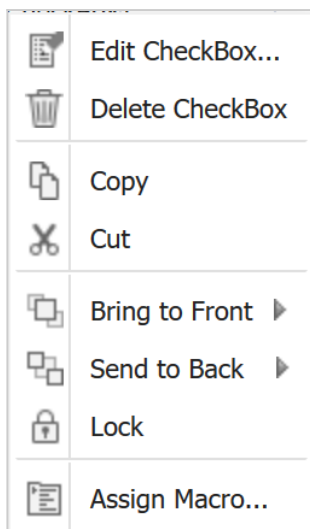 Edit CheckBox...
Delete CheckBox
Copy
Cut
Bring to Front
Send to Back
Lock
Assign Macro...